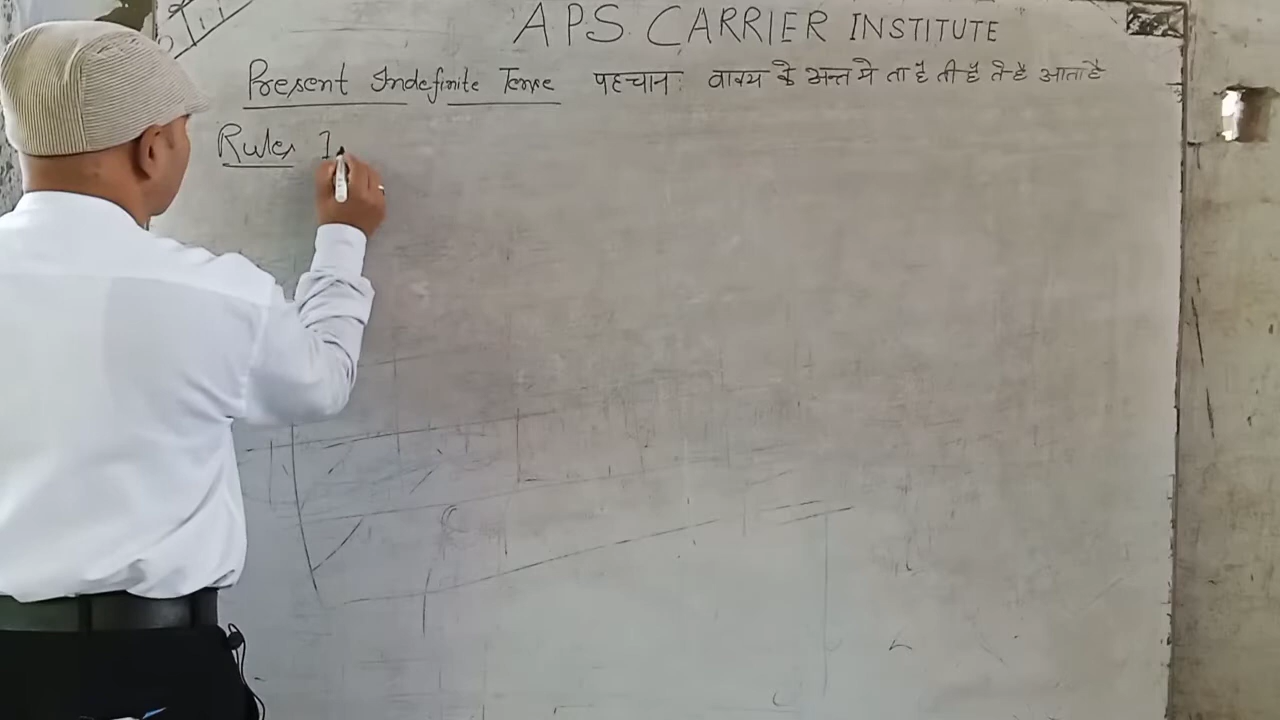 APS CARRIER INSTITUTE
Present Indefinite Tense पहचान: वाक्य के अन्त मे ता है ती है ते है आता है
Rules 1